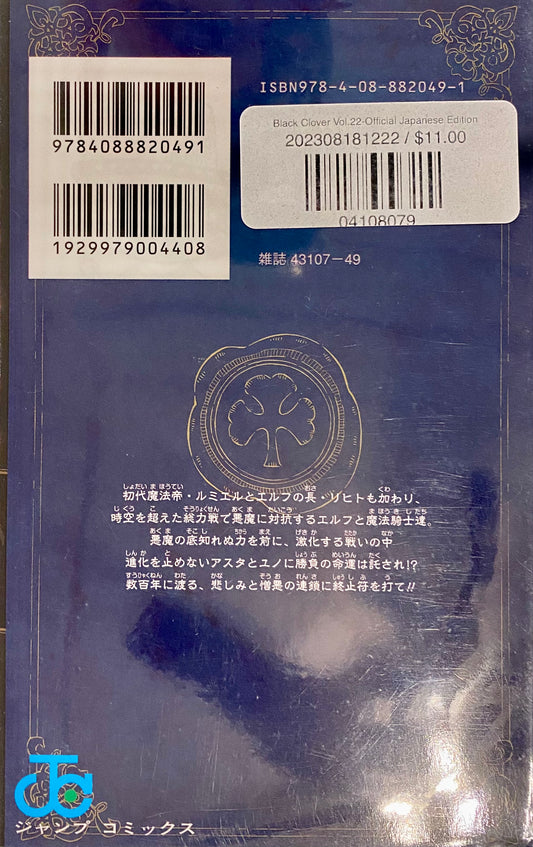 ISBN978-4-08-882049-1
9784088820491
Black Clover Vol.22-Official Japanese Edition
202308181222 / $11.00
04108079
1929979004408
雑誌 43107-49
初代魔法帝・ルミエルとエルフの長・リヒトも加わり、
時空を超えた総力戦で悪魔に対抗するエルフと魔法騎士達。
悪魔の底知れぬ力を前に、激化する戦いの中
進化を止めないアスタとユノに勝負の命運は託され!?
数百年に渡る、悲しみと憎悪の連鎖に終止符を打て!!
ジャンプ コミックス